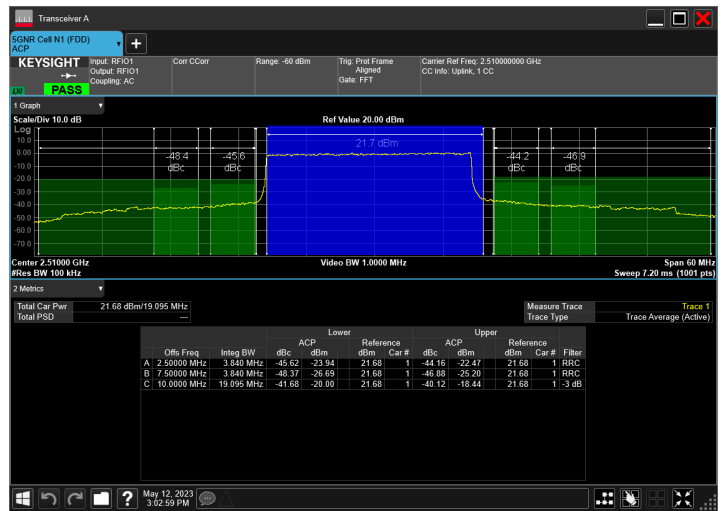 Transceiver A
5GNR Cell N1 (FDD)
ACP
KEYSIGHT
Input: RFIO1
Output: RFIO1
Coupling: AC
Corr CCorr
Range: -60 dBm
Trig: Prot Frame
Aligned
Gate: FFT
Carrier Ref Freq: 2.510000000 GHz
CC Info: Uplink, 1 CC
PASS
1 Graph
Scale/Div 10.0 dB
Ref Value 20.00 dBm
Log
10.0
0.00
-10.0
-20.0
-30.0
-40.0
-50.0
-60.0
-70.0
-48.4
dBc
-45.6
dBc
21.7 dBm
-44.2
dBc
-46.9
dBc
Center 2.51000 GHz
Video BW 1.0000 MHz
Span 60 MHz
#Res BW 100 kHz
Sweep 7.20 ms (1001 pts)
2 Metrics
Total Car Pwr 21.68 dBm/19.095 MHz
Total PSD ---
Measure Trace Trace 1
Trace Type Trace Average (Active)
Lower Upper
ACP Reference ACP Reference
Offs Freq Integ BW dBc dBm dBm Car # dBc dBm dBm Car # Filter
A 2.50000 MHz 3.840 MHz -45.62 -23.94 21.68 1 -44.16 -22.47 21.68 1 RRC
B 7.50000 MHz 3.840 MHz -48.37 -26.69 21.68 1 -46.88 -25.20 21.68 1 RRC
C 10.0000 MHz 19.095 MHz -41.68 -20.00 21.68 1 -40.12 -18.44 21.68 1 -3 dB
May 12, 2023
3:02:59 PM